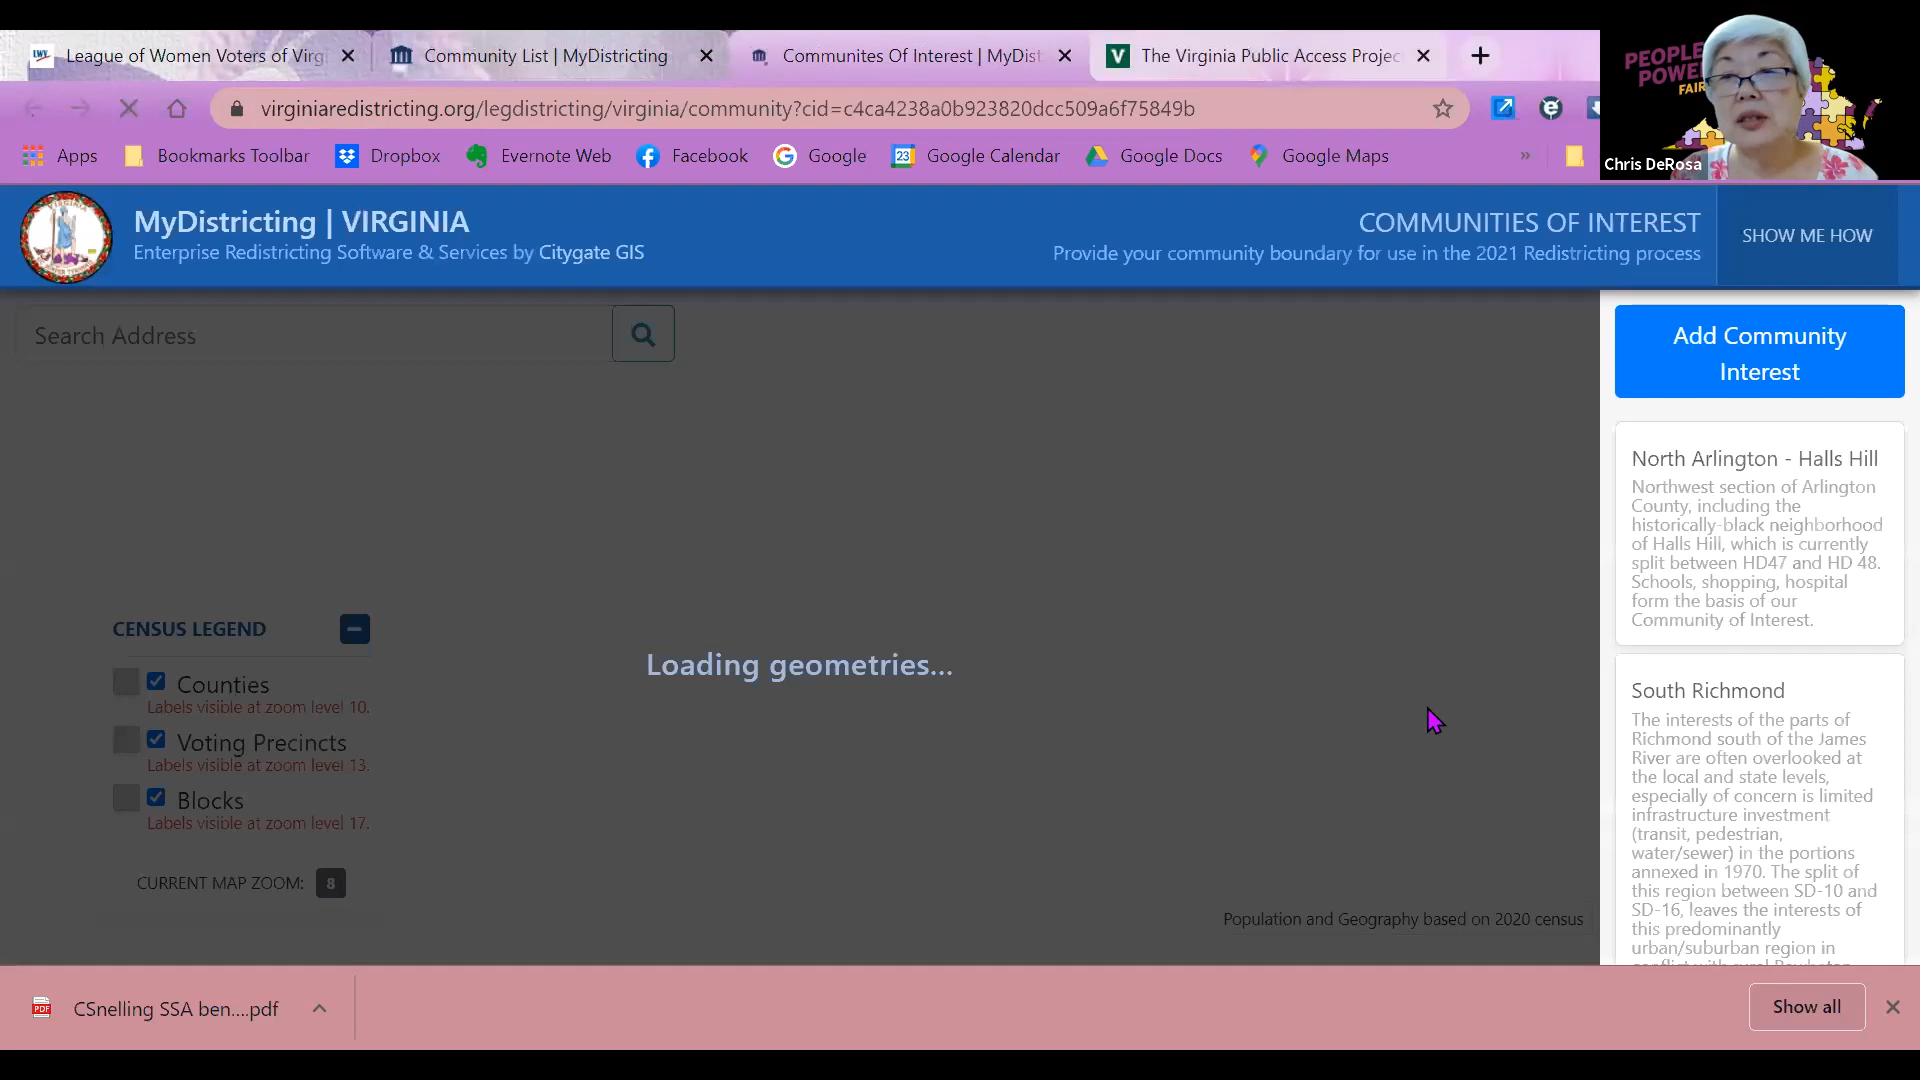 League of Women Voters of Virg
Community List | MyDistricting
Communites Of Interest | MyDist
V
The Virginia Public Access Projec
virginiaredistricting.org/legdistricting/virginia/community?cid=c4ca4238a0b923820dcc509a6f75849b
Apps
Bookmarks Toolbar
Dropbox
Evernote Web
Facebook
Google
23
Google Calendar
Google Docs
Google Maps
»
PEOPLE
POWE
FAIR
Chris DeRosa
MyDistricting | VIRGINIA
Enterprise Redistricting Software & Services by Citygate GIS
COMMUNITIES OF INTEREST
Provide your community boundary for use in the 2021 Redistricting process
SHOW ME HOW
Search Address
Add Community
Interest
North Arlington - Halls Hill
Northwest section of Arlington
County, including the
historically-black neighborhood
of Halls Hill, which is currently
split between HD47 and HD 48.
Schools, shopping, hospital
form the basis of our
Community of Interest.
CENSUS LEGEND
Counties
Labels visible at zoom level 10.
Voting Precincts
Labels visible at zoom level 13.
Blocks
Labels visible at zoom level 17.
CURRENT MAP ZOOM: 8
Loading geometries...
Population and Geography based on 2020 census
South Richmond
The interests of the parts of
Richmond south of the James
River are often overlooked at
the local and state levels,
especially of concern is limited
infrastructure investment
(transit, pedestrian,
water/sewer) in the portions
annexed in 1970. The split of
this region between SD-10 and
SD-16, leaves the interests of
this predominantly
urban/suburban region in
conflict with rural Powhatan
PDF
CSnelling SSA ben....pdf
Show all